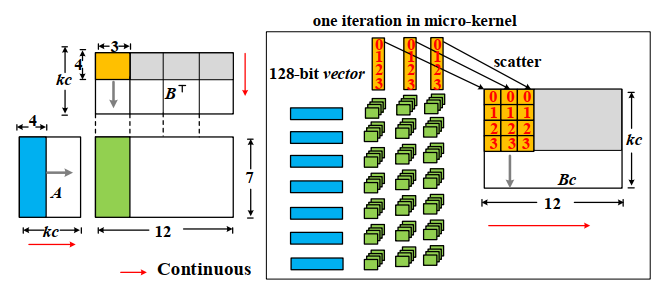 one iteration in micro-kernel
3
4
kc
B⊤
4
A
kc
7
12
Continuous
128-bit vector
0 0 0
1 1 1
2 2 2
3 3 3
scatter
0 0 0
1 1 1
2 2 2
3 3 3
kc
Bc
12